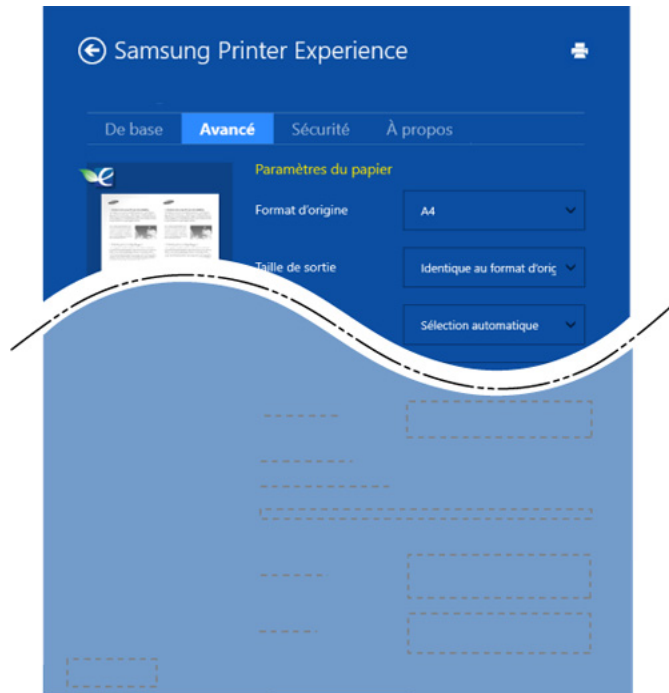 Samsung Printer Experience
De base Avancé Sécurité À propos
Paramètres du papier
Format d'origine A4
Taille de sortie Identique au format d'orig
Sélection automatique